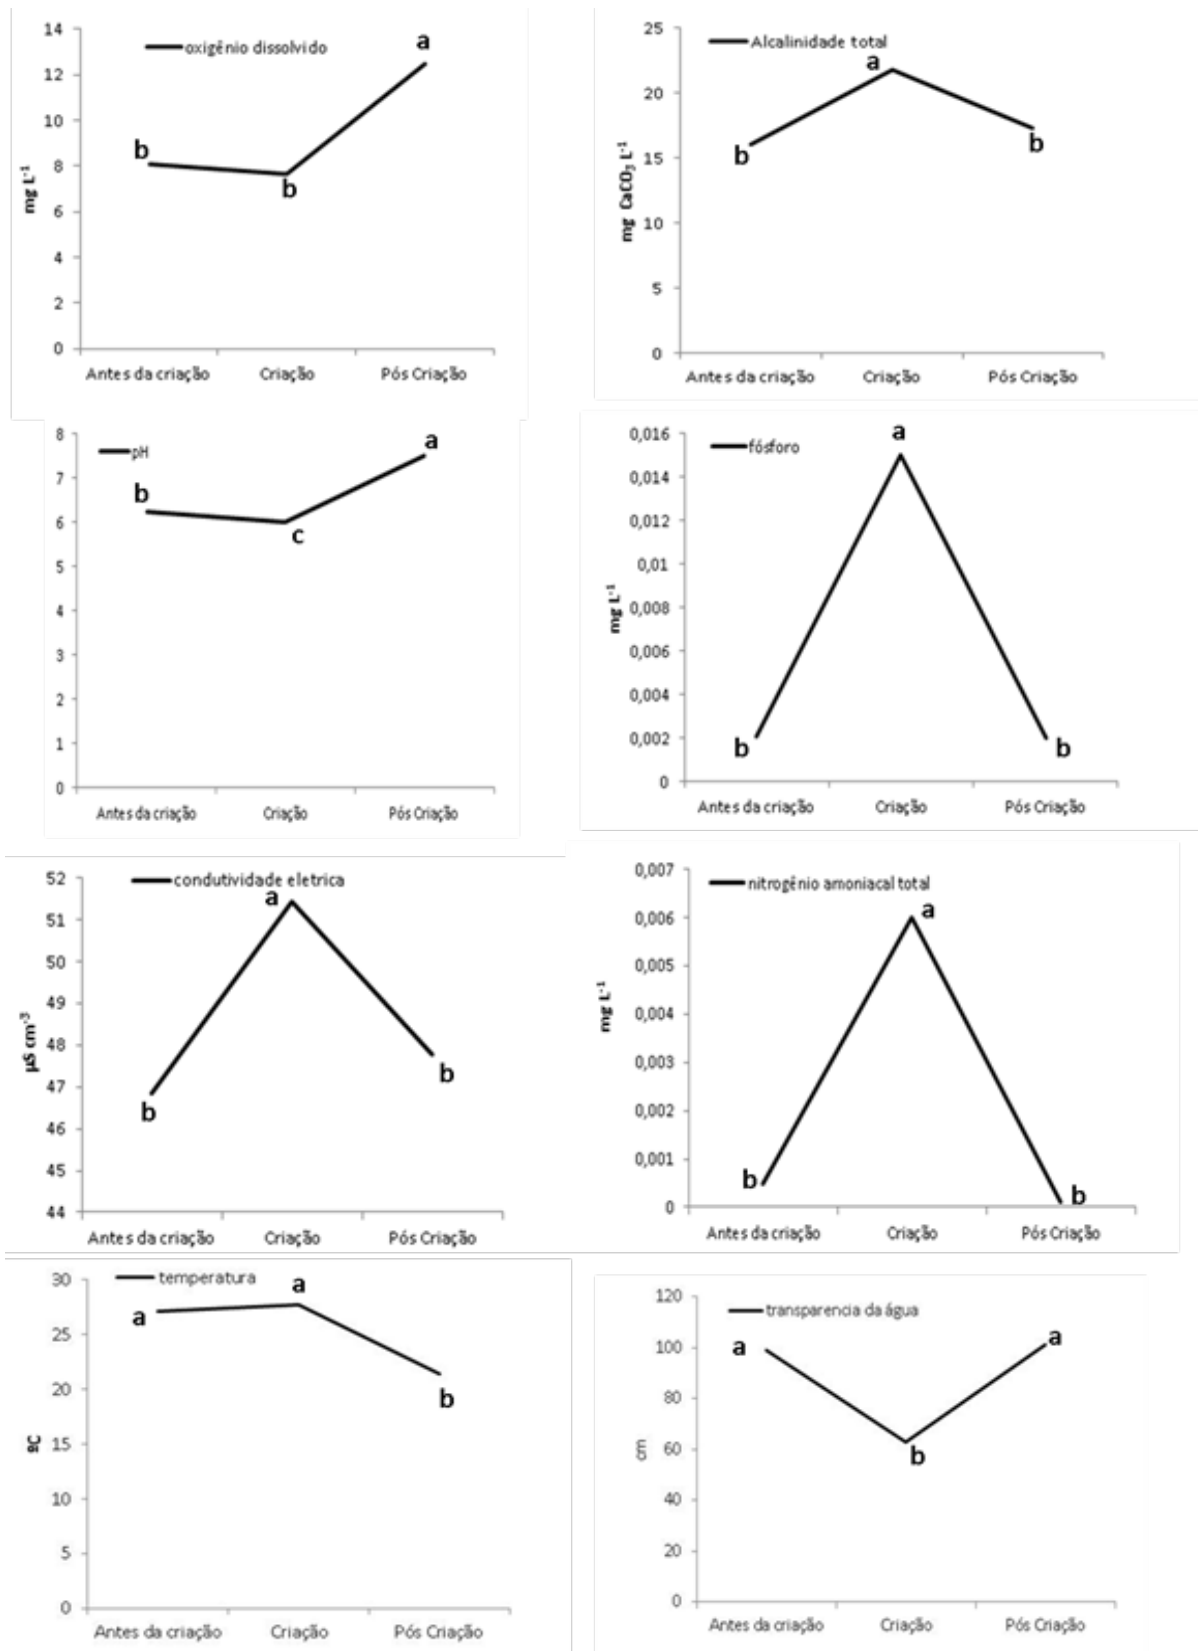 oxigênio dissolvido
14
12
10
8
6
4
2
0
mg L⁻¹
a
b
b
Antes da criação Criação Pós Criação
Alcalinidade total
25
20
15
10
5
0
mg CaCO₃ L⁻¹
a
b
b
Antes da criação Criação Pós Criação
pH
8
7
6
5
4
3
2
1
0
a
b
c
Antes da criação Criação Pós Criação
fósforo
0,016
0,014
0,012
0,01
0,008
0,006
0,004
0,002
0
mg L⁻¹
a
b
b
Antes da criação Criação Pós Criação
condutividade eletrica
52
51
50
49
48
47
46
45
44
µS cm⁻³
a
b
b
Antes da criação Criação Pós Criação
nitrogênio amoniacal total
0,007
0,006
0,005
0,004
0,003
0,002
0,001
0
mg L⁻¹
a
b
b
Antes da criação Criação Pós Criação
temperatura
30
25
20
15
10
5
0
ºC
a
a
b
Antes da criação Criação Pós Criação
transparencia da água
120
100
80
60
40
20
0
cm
a
a
b
Antes da criação Criação Pós Criação